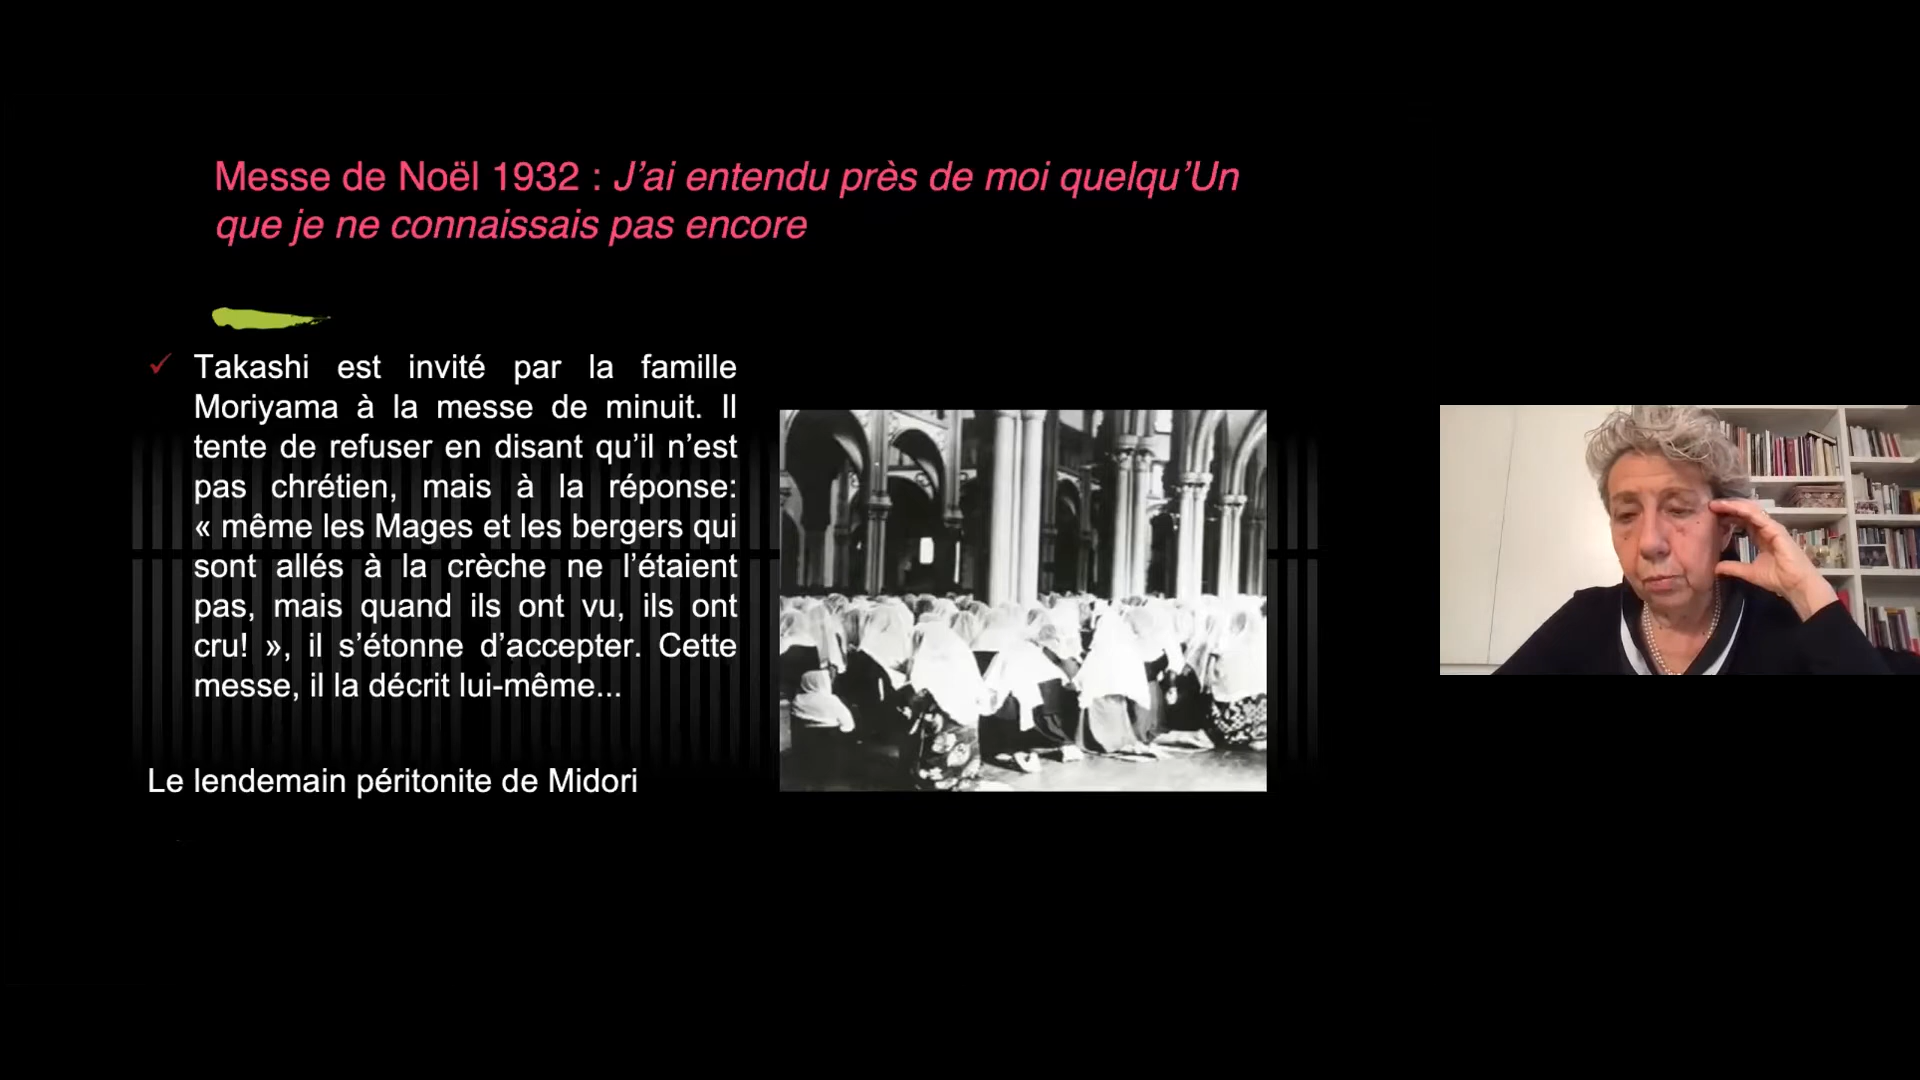 Messe de Noël 1932 : J’ai entendu près de moi quelqu’Un
que je ne connaissais pas encore
Takashi est invité par la famille
Moriyama à la messe de minuit. Il
tente de refuser en disant qu’il n’est
pas chrétien, mais à la réponse:
« même les Mages et les bergers qui
sont allés à la crèche ne l’étaient
pas, mais quand ils ont vu, ils ont
cru! », il s’étonne d’accepter. Cette
messe, il la décrit lui-même...
Le lendemain péritonite de Midori